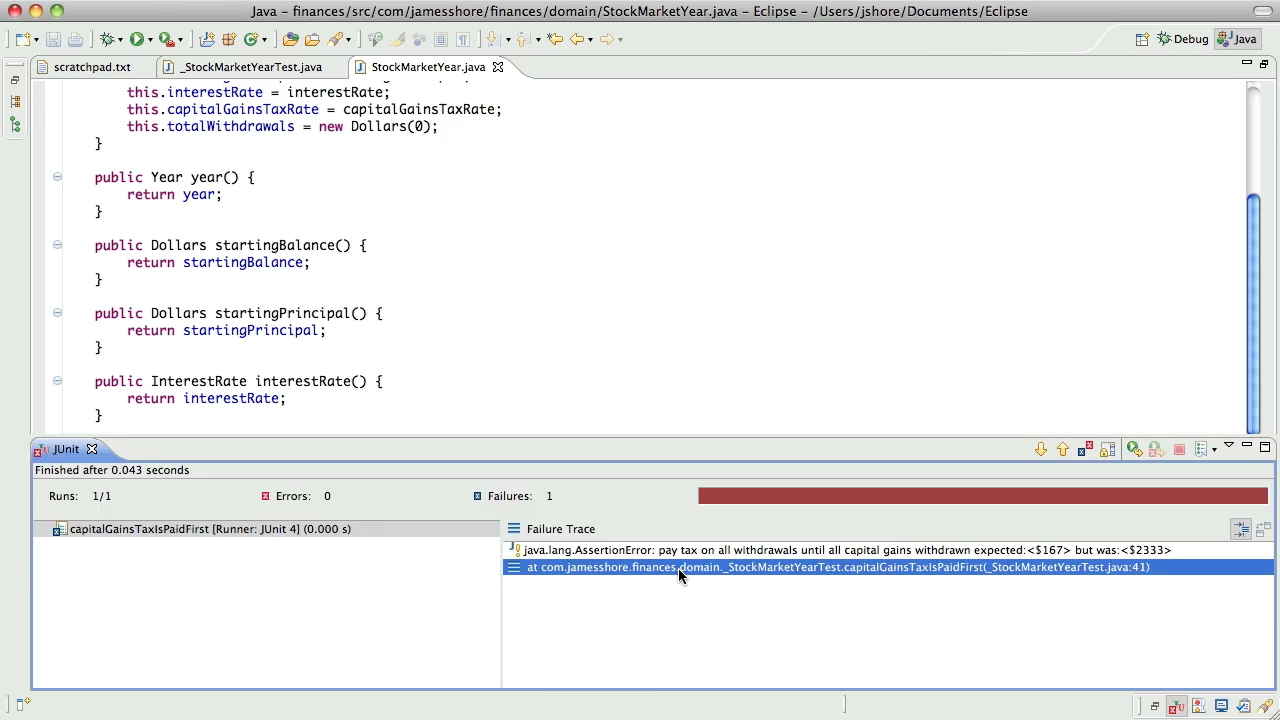 Java – finances/src/com/jamesshore/finances/domain/StockMarketYear.java – Eclipse – /Users/jshore/Documents/Eclipse
Debug Java
scratchpad.txt _StockMarketYearTest.java StockMarketYear.java
this.interestRate = interestRate;
this.capitalGainsTaxRate = capitalGainsTaxRate;
this.totalWithdrawals = new Dollars(0);
}
public Year year() {
return year;
}
public Dollars startingBalance() {
return startingBalance;
}
public Dollars startingPrincipal() {
return startingPrincipal;
}
public InterestRate interestRate() {
return interestRate;
}
JUnit
Finished after 0.043 seconds
Runs: 1/1 Errors: 0 Failures: 1
capitalGainsTaxIsPaidFirst [Runner: JUnit 4] (0.000 s)
Failure Trace
java.lang.AssertionError: pay tax on all withdrawals until all capital gains withdrawn expected:<$167> but was:<$2333>
at com.jamesshore.finances.domain._StockMarketYearTest.capitalGainsTaxIsPaidFirst(_StockMarketYearTest.java:41)